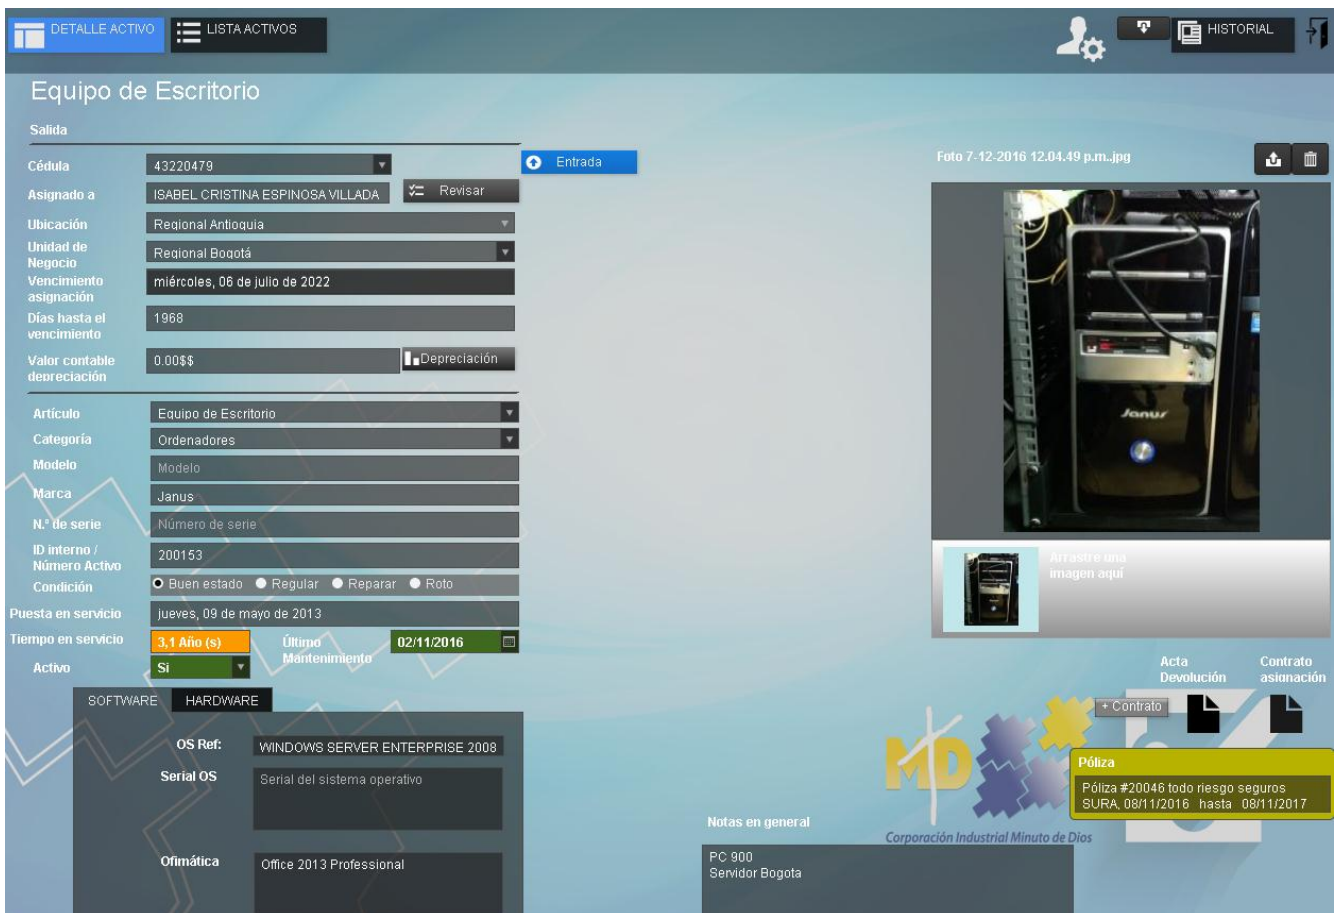 DETALLE ACTIVO
LISTA ACTIVOS
HISTORIAL
Equipo de Escritorio
Salida
Cédula
43220479
Entrada
Asignado a
ISABEL CRISTINA ESPINOSA VILLADA
Revisar
Ubicación
Regional Antioquia
Unidad de
Negocio
Regional Bogotá
Vencimiento
asignación
miércoles, 06 de julio de 2022
Días hasta el
vencimiento
1968
Valor contable
depreciación
0.00$$
Depreciación
Artículo
Equipo de Escritorio
Categoría
Ordenadores
Modelo
Modelo
Marca
Janus
N.º de serie
Número de serie
ID interno /
Número Activo
200153
Condición
Buen estado
Regular
Reparar
Roto
Puesta en servicio
jueves, 09 de mayo de 2013
Tiempo en servicio
3,1 Año (s)
Último
Mantenimiento
02/11/2016
Activo
Si
SOFTWARE
HARDWARE
OS Ref:
WINDOWS SERVER ENTERPRISE 2008
Serial OS
Serial del sistema operativo
Ofimática
Office 2013 Professional
Foto 7-12-2016 12.04.49 p.m..jpg
Janus
Arrastre una
imagen aquí
Acta
Devolución
Contrato
asignación
+ Contrato
MD
Corporación Industrial Minuto de Dios
Póliza
Póliza #20046 todo riesgo seguros
SURA, 08/11/2016 hasta 08/11/2017
Notas en general
PC 900
Servidor Bogota